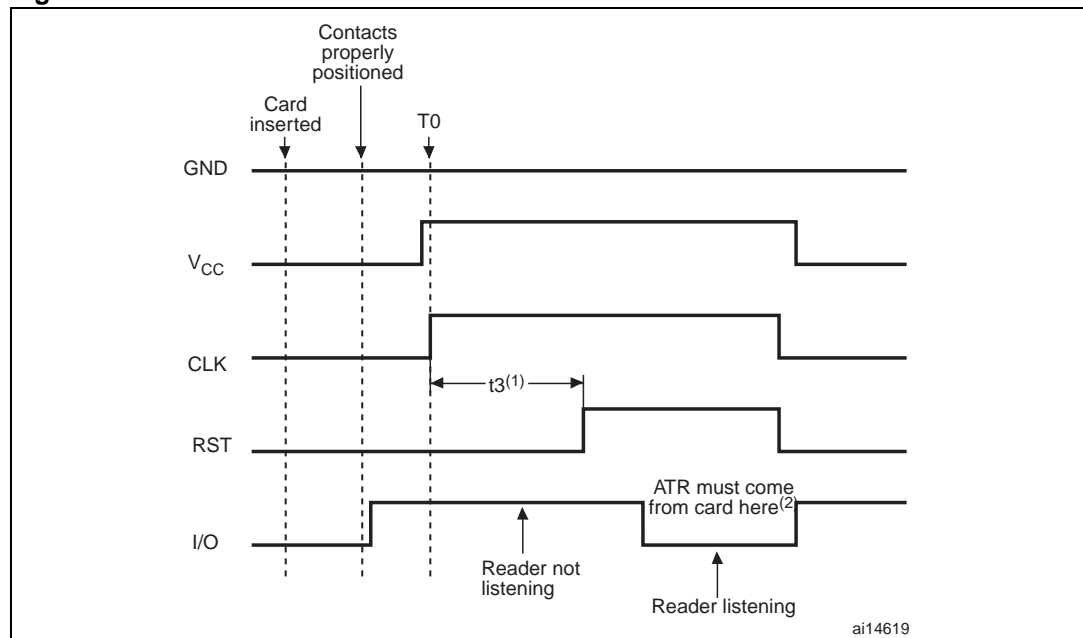 Contacts
properly
positioned
Card
inserted
T0
GND
VCC
CLK
t3(1)
RST
ATR must come
from card here(2)
I/O
Reader not
listening
Reader listening
ai14619